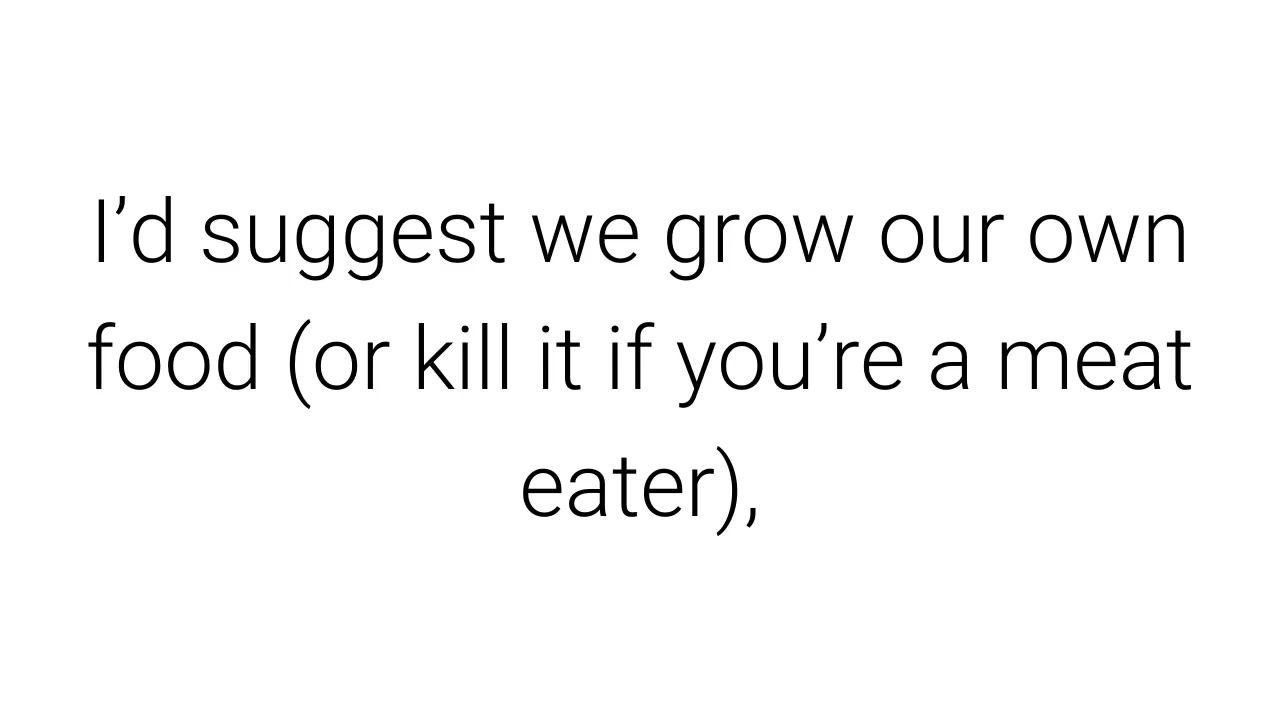 I’d suggest we grow our own
food (or kill it if you’re a meat
eater),